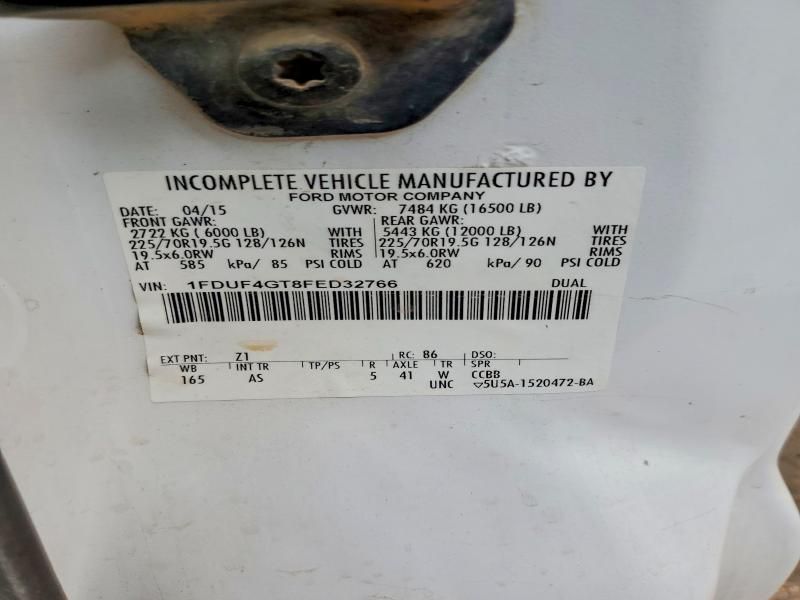 INCOMPLETE VEHICLE MANUFACTURED BY
FORD MOTOR COMPANY
DATE: 04/15 GVWR: 7484 KG (16500 LB)
FRONT GAWR: REAR GAWR:
2722 KG ( 6000 LB) WITH 5443 KG (12000 LB) WITH
225/70R19.5G 128/126N TIRES 225/70R19.5G 128/126N TIRES
19.5x6.0RW RIMS 19.5x6.0RW RIMS
AT 585 kPa/ 85 PSI COLD AT 620 kPa/ 90 PSI COLD
VIN: 1FDUF4GT8FED32766 DUAL
EXT PNT: Z1 RC: 86 DSO:
WB INT TR TP/PS R AXLE TR SPR
165 AS 5 41 W CCBB
UNC ▽5U5A-1520472-BA